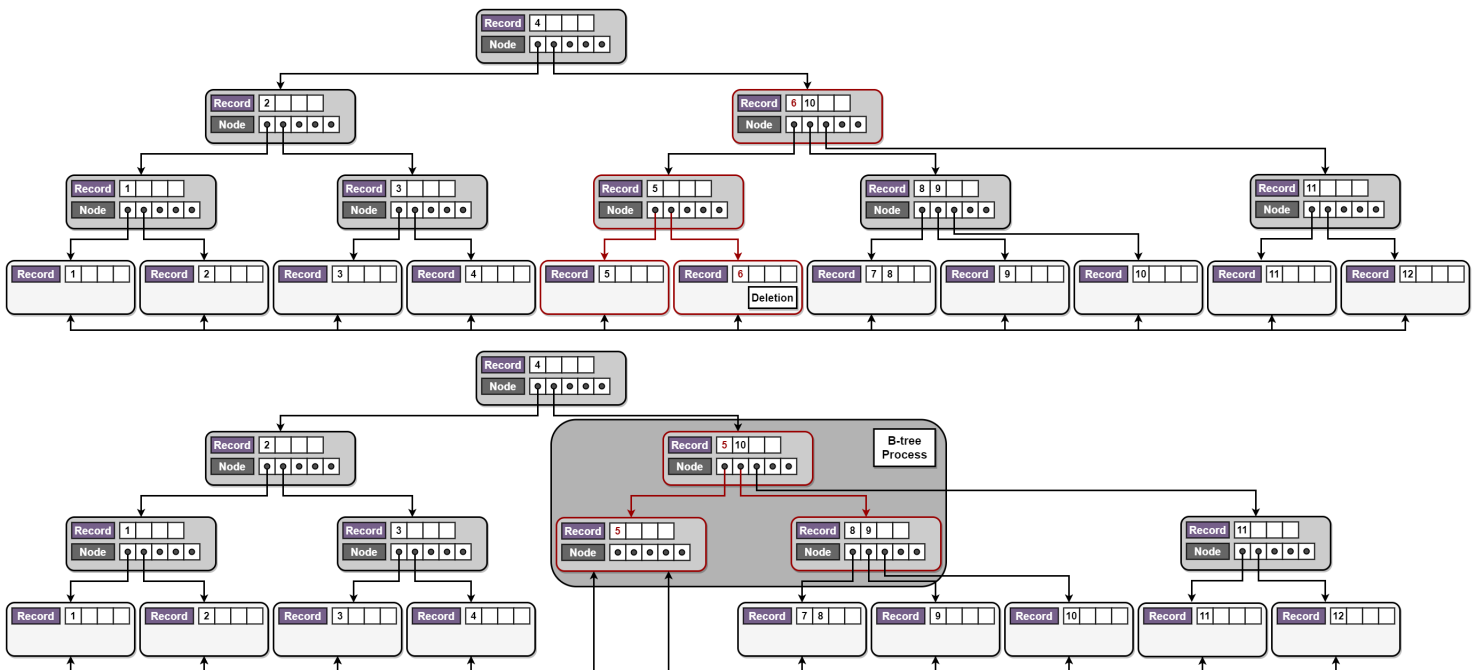 Record 4
Node
Record 2
Node
Record 6 10
Node
Record 1
Node
Record 3
Node
Record 5
Node
Record 8 9
Node
Record 11
Node
Record 1
Record 2
Record 3
Record 4
Record 5
Record 6
Deletion
Record 7 8
Record 9
Record 10
Record 11
Record 12
Record 4
Node
Record 2
Node
Record 5 10
Node
B-tree
Process
Record 1
Node
Record 3
Node
Record 5
Node
Record 8 9
Node
Record 11
Node
Record 1
Record 2
Record 3
Record 4
Record 7 8
Record 9
Record 10
Record 11
Record 12